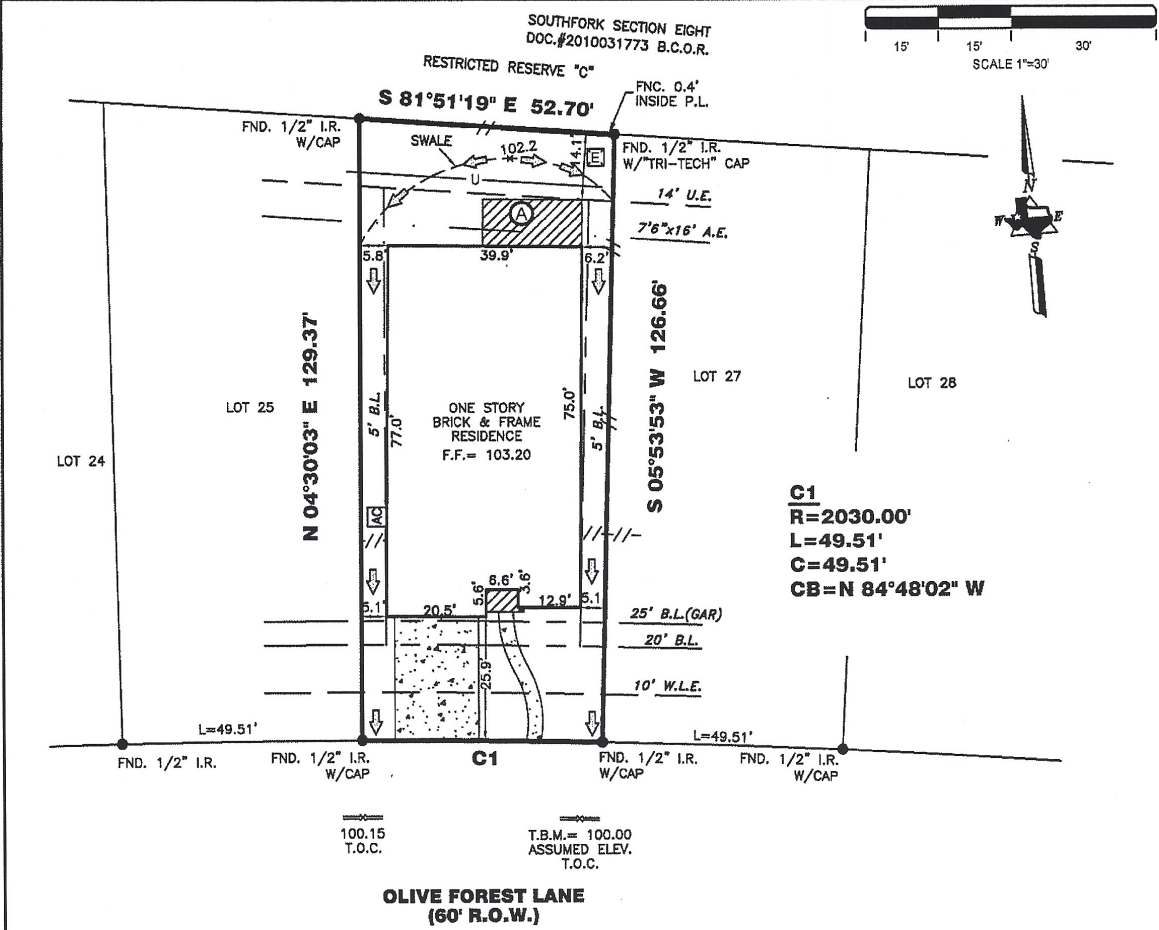 SOUTHFORK SECTION EIGHT
DOC.#2010031773 B.C.O.R.
RESTRICTED RESERVE "C"
15'
15'
30'
SCALE 1"=30'
S 81°51'19" E 52.70'
FNC. 0.4'
INSIDE P.L.
FND. 1/2" I.R.
W/CAP
SWALE
102.2
14.1'
E
FND. 1/2" I.R.
W/"TRI-TECH" CAP
U
14' U.E.
A
7'6"x16' A.E.
N
W
E
S
5.8'
39.9'
6.2'
N 04°30'03" E 129.37'
S 05°53'53" W 126.66'
LOT 24
LOT 25
LOT 27
LOT 28
5' B.L.
77.0'
ONE STORY
BRICK & FRAME
RESIDENCE
F.F.= 103.20
75.0'
5' B.L.
C1
R=2030.00'
L=49.51'
C=49.51'
CB=N 84°48'02" W
AC
5.6'
6.6'
3.6'
5.1'
20.5'
12.9'
5.1
25' B.L.(GAR)
20' B.L.
25.9'
10' W.L.E.
L=49.51'
L=49.51'
FND. 1/2" I.R.
FND. 1/2" I.R.
W/CAP
C1
FND. 1/2" I.R.
W/CAP
FND. 1/2" I.R.
W/CAP
100.15
T.O.C.
T.B.M.= 100.00
ASSUMED ELEV.
T.O.C.
OLIVE FOREST LANE
(60' R.O.W.)